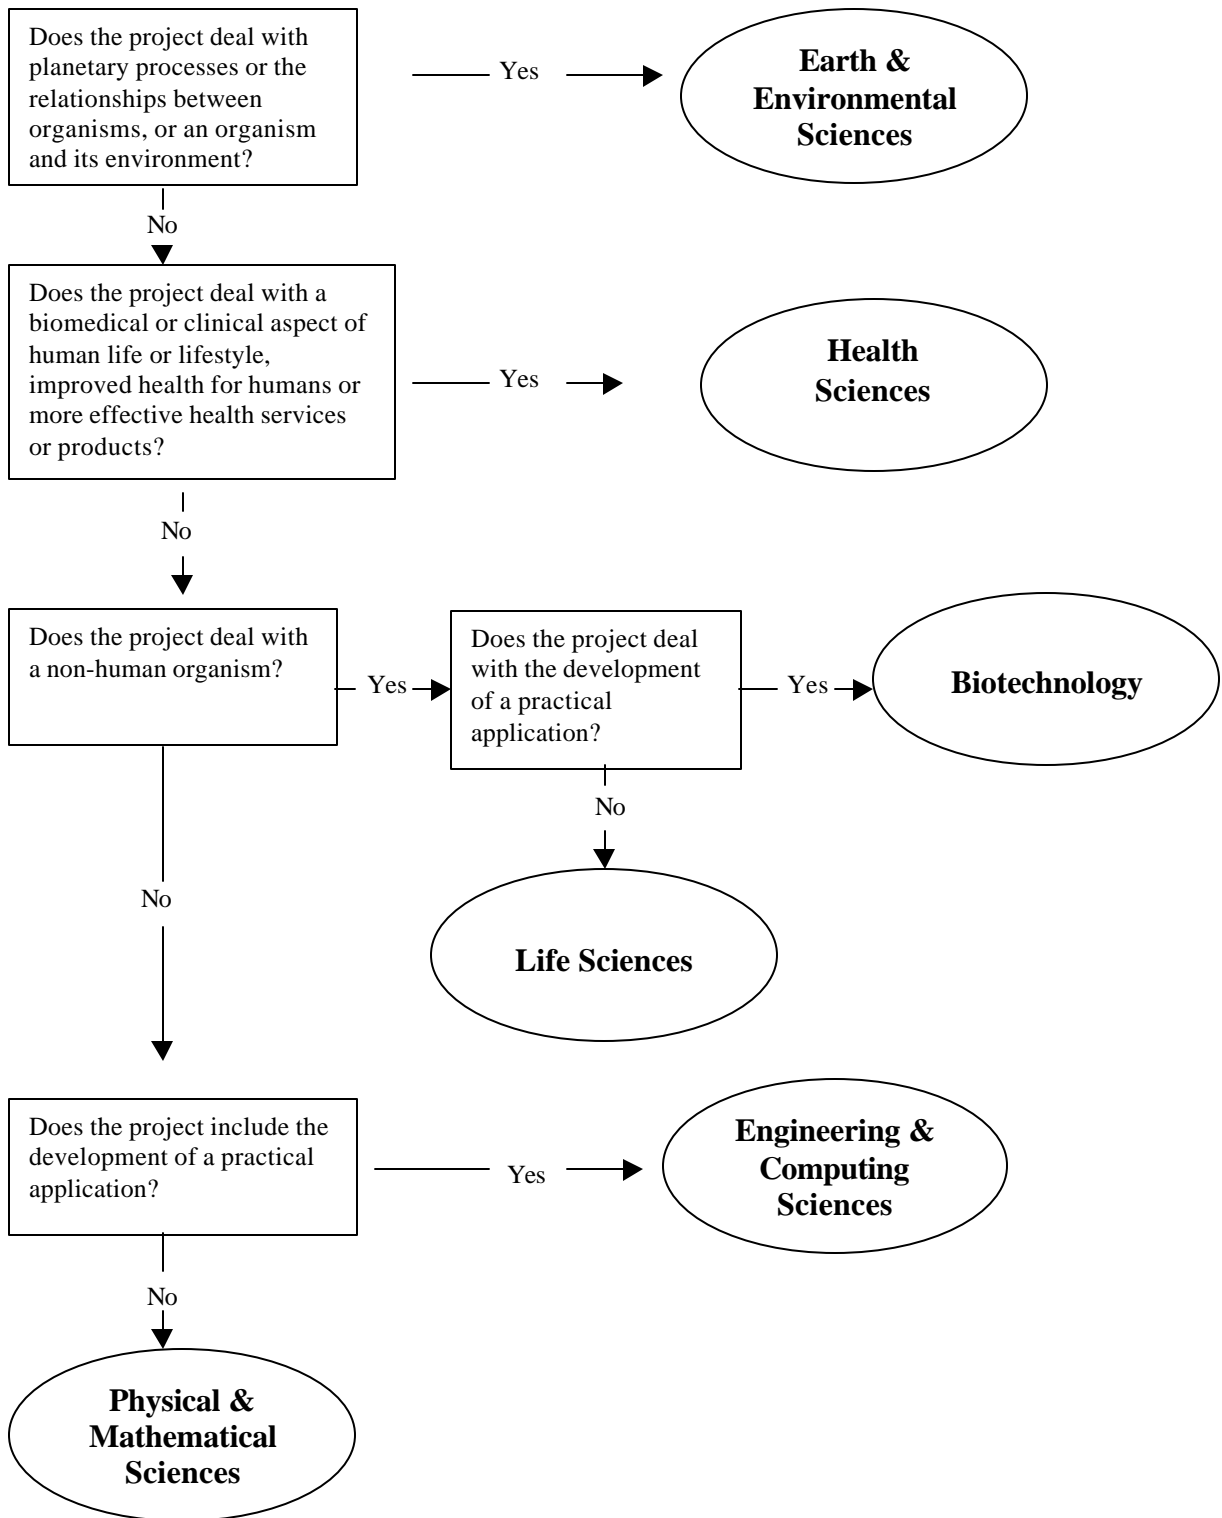 Does the project deal with
planetary processes or the
relationships between
organisms, or an organism
and its environment?
Yes
Earth &
Environmental
Sciences
No
Does the project deal with a
biomedical or clinical aspect of
human life or lifestyle,
improved health for humans or
more effective health services
or products?
Yes
Health
Sciences
No
Does the project deal with
a non-human organism?
Yes
Does the project deal
with the development
of a practical
application?
Yes
Biotechnology
No
Life Sciences
No
Does the project include the
development of a practical
application?
Yes
Engineering &
Computing
Sciences
No
Physical &
Mathematical
Sciences